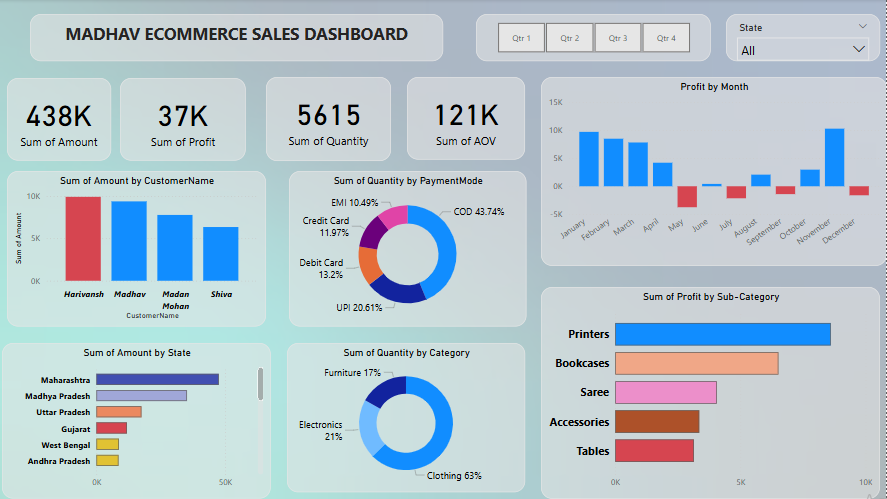 MADHAV ECOMMERCE SALES DASHBOARD
Qtr 1
Qtr 2
Qtr 3
Qtr 4
State
All
438K
Sum of Amount
37K
Sum of Profit
5615
Sum of Quantity
121K
Sum of AOV
Profit by Month
15K
10K
5K
0K
-5K
January
February
March
April
May
June
July
August
September
October
November
December
Sum of Amount by CustomerName
Sum of Amount
10K
5K
0K
Harivansh
Madhav
Madan
Mohan
Shiva
CustomerName
Sum of Quantity by PaymentMode
EMI 10.49%
COD 43.74%
Credit Card
11.97%
Debit Card
13.2%
UPI 20.61%
Sum of Profit by Sub-Category
Printers
Bookcases
Saree
Accessories
Tables
0K
5K
10K
Sum of Amount by State
Maharashtra
Madhya Pradesh
Uttar Pradesh
Gujarat
West Bengal
Andhra Pradesh
0K
50K
Sum of Quantity by Category
Furniture 17%
Electronics
21%
Clothing 63%